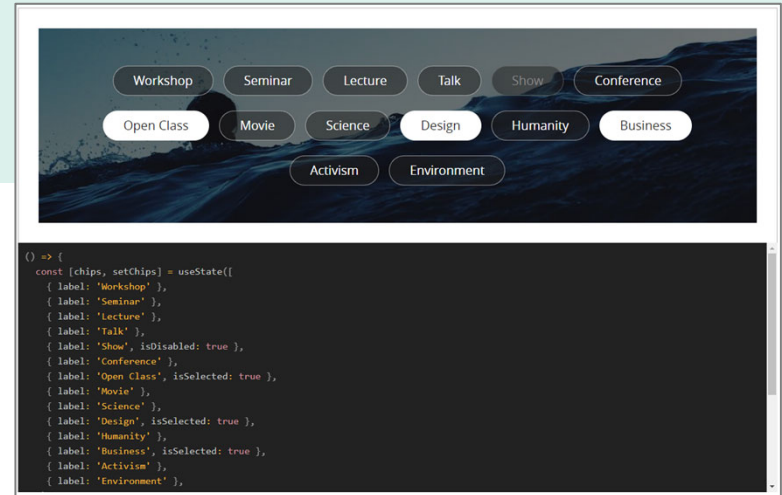 Workshop Seminar Lecture Talk Show Conference
Open Class Movie Science Design Humanity Business
Activism Environment
() => {
const [chips, setChips] = useState([
{ label: 'Workshop' },
{ label: 'Seminar' },
{ label: 'Lecture' },
{ label: 'Talk' },
{ label: 'Show', isDisabled: true },
{ label: 'Conference' },
{ label: 'Open Class', isSelected: true },
{ label: 'Movie' },
{ label: 'Science' },
{ label: 'Design', isSelected: true },
{ label: 'Humanity' },
{ label: 'Business', isSelected: true },
{ label: 'Activism' },
{ label: 'Environment' },